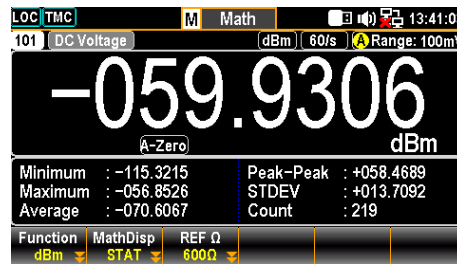 LOC TMC M Math 13:41:0
101 DC Voltage dBm 60/s A Range: 100m
-059.9306
A-Zero dBm
Minimum : -115.3215 Peak-Peak : +058.4689
Maximum : -056.8526 STDEV : +013.7092
Average : -070.6067 Count : 219
Function MathDisp REF Ω
dBm STAT 600Ω